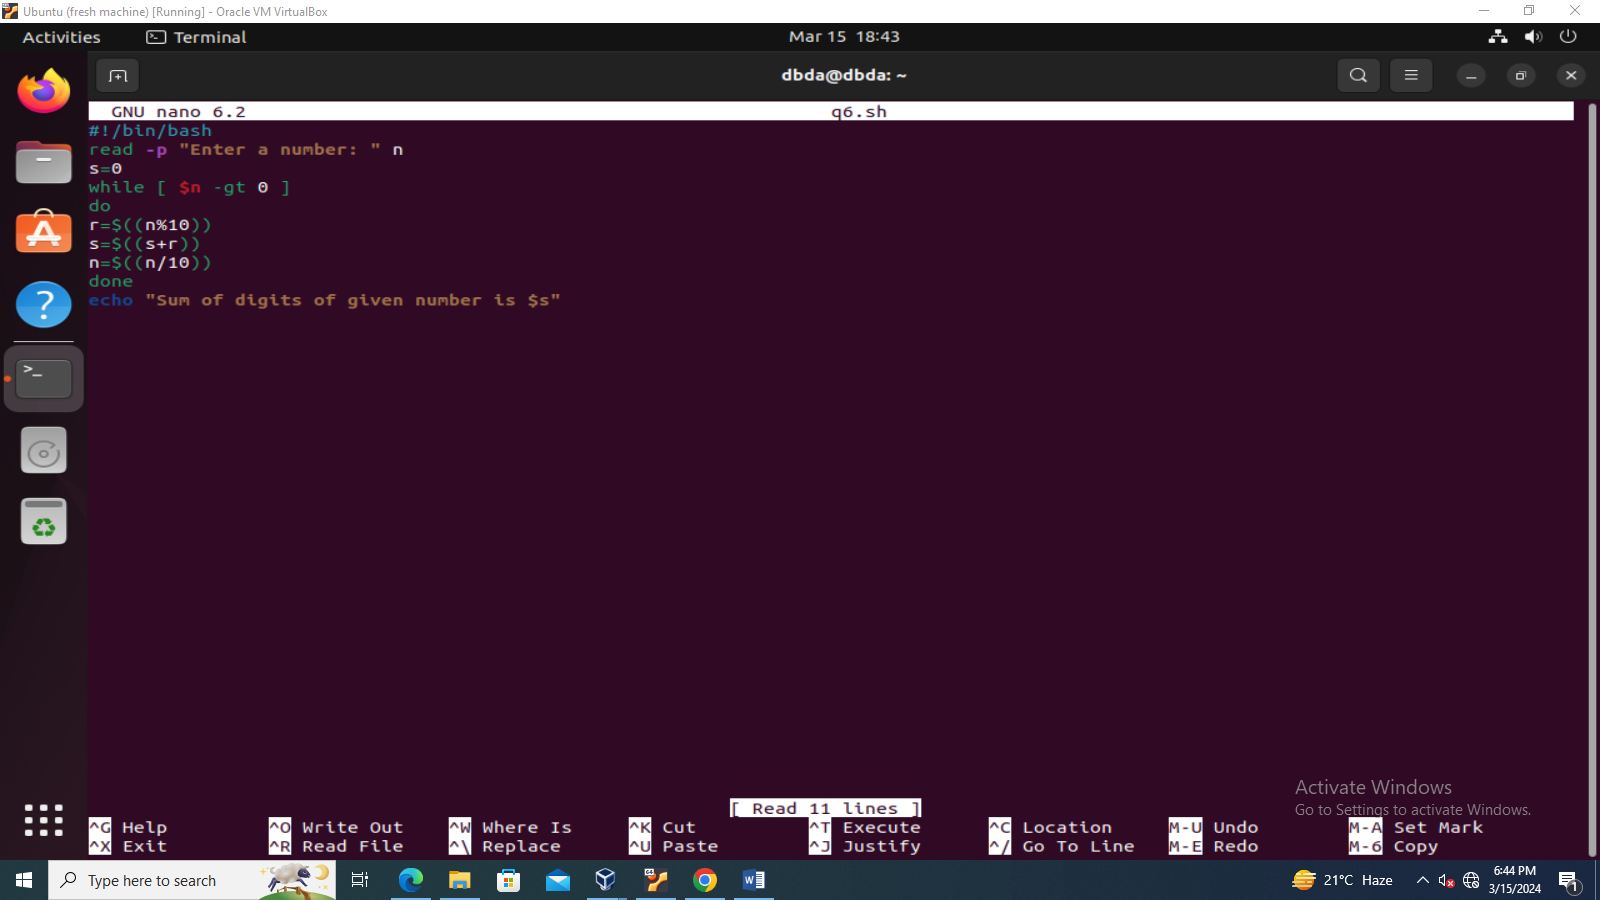 Ubuntu (fresh machine) [Running] - Oracle VM VirtualBox
Activities Terminal Mar 15 18:43
dbda@dbda: ~
GNU nano 6.2 q6.sh
#!/bin/bash
read -p "Enter a number: " n
s=0
while [ $n -gt 0 ]
do
r=$((n%10))
s=$((s+r))
n=$((n/10))
done
echo "Sum of digits of given number is $s"
Activate Windows
Go to Settings to activate Windows.
[ Read 11 lines ]
^G Help ^O Write Out ^W Where Is ^K Cut ^T Execute ^C Location M-U Undo M-A Set Mark
^X Exit ^R Read File ^\ Replace ^U Paste ^J Justify ^/ Go To Line M-E Redo M-6 Copy
Type here to search 21°C Haze 6:44 PM
3/15/2024 1